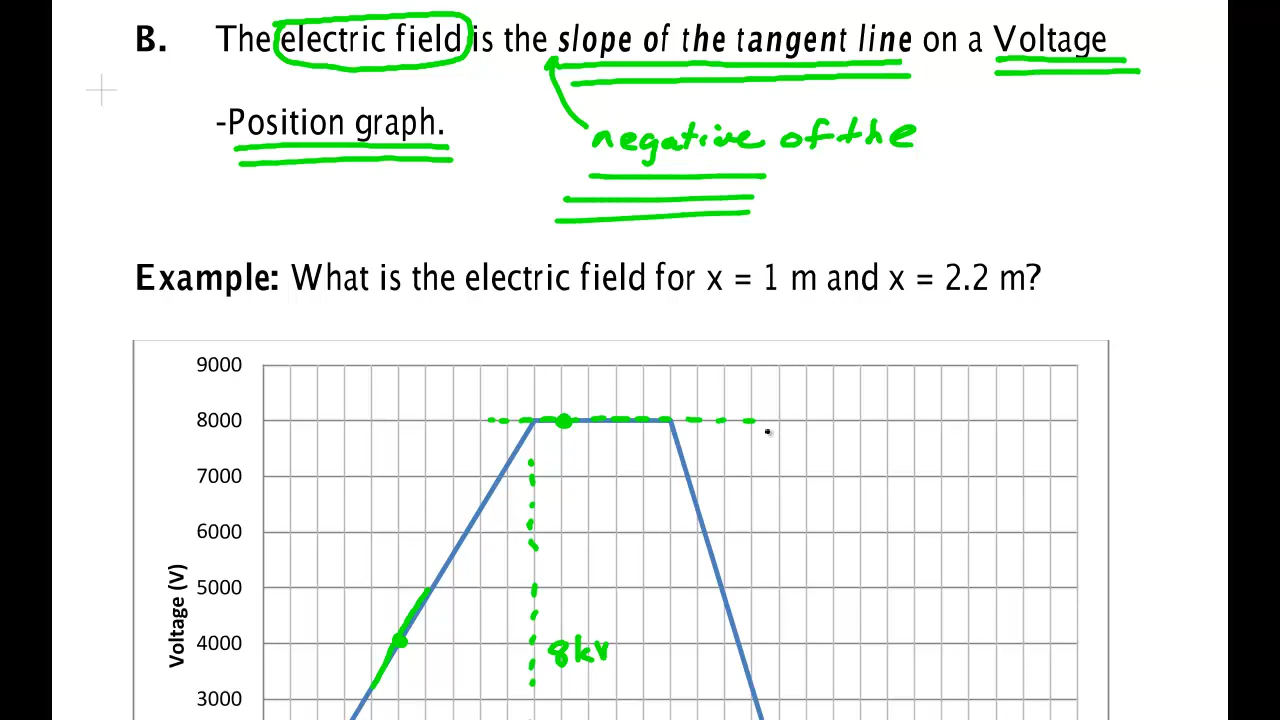 B. The electric field is the slope of the tangent line on a Voltage
-Position graph.
negative of the
Example: What is the electric field for x = 1 m and x = 2.2 m?
9000
8000
7000
6000
5000
4000
3000
Voltage (V)
8kV